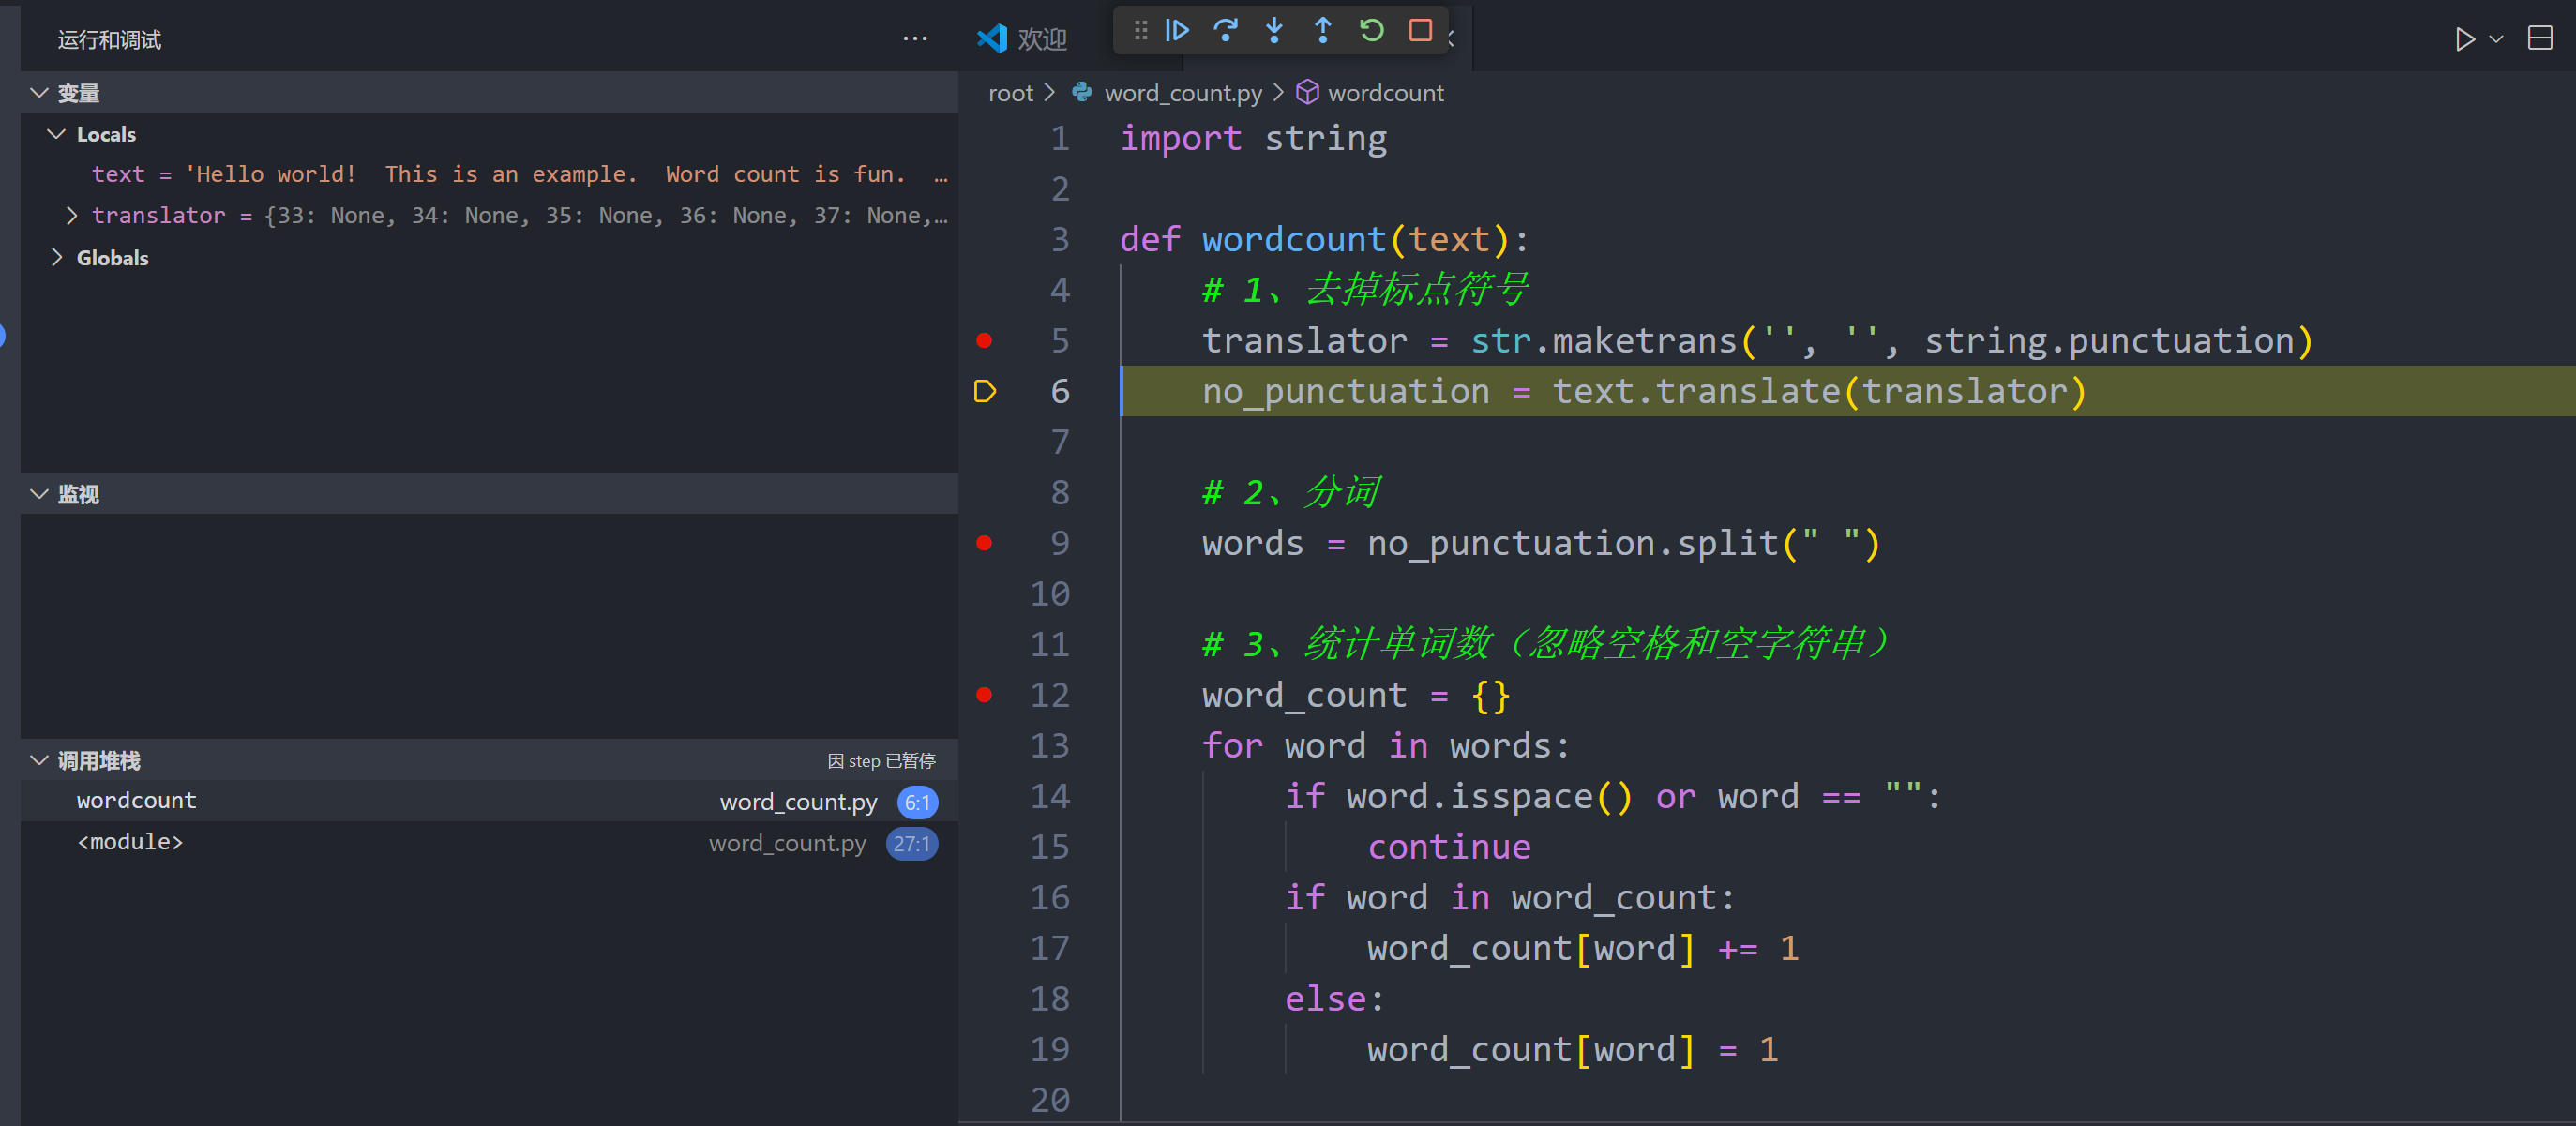 运行和调试
变量
Locals
text = 'Hello world!  This is an example.  Word count is fun.  …
translator = {33: None, 34: None, 35: None, 36: None, 37: None,…
Globals
监视
调用堆栈
因 step 已暂停
wordcount word_count.py 6:1
<module> word_count.py 27:1
欢迎
root > word_count.py > wordcount
1 import string
2
3 def wordcount(text):
4     # 1、去掉标点符号
5     translator = str.maketrans('', '', string.punctuation)
6     no_punctuation = text.translate(translator)
7
8     # 2、分词
9     words = no_punctuation.split(" ")
10
11     # 3、统计单词数（忽略空格和空字符串）
12     word_count = {}
13     for word in words:
14         if word.isspace() or word == "":
15             continue
16         if word in word_count:
17             word_count[word] += 1
18         else:
19             word_count[word] = 1
20